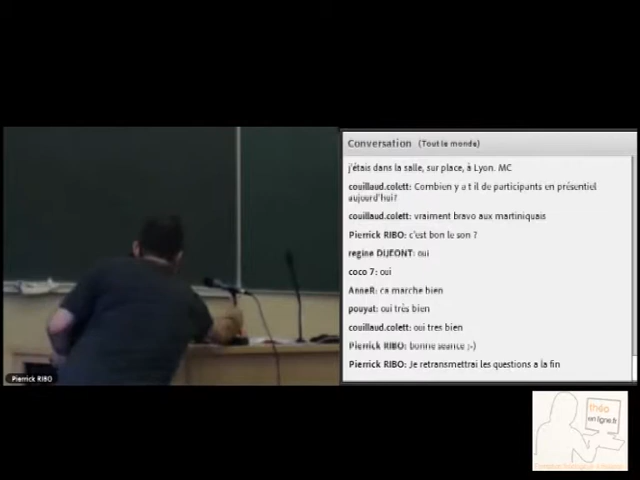 Conversation (Tout le monde)
j'étais dans la salle, sur place, à Lyon. MC
couillaud.colett: Combien y a t il de participants en présentiel
aujourd'hui?
couillaud.colett: vraiment bravo aux martiniquais
Pierrick RIBO: c'est bon le son ?
regine DUCONT: oui
coco 7: oui
AnneR: ca marche bien
pouyat: oui très bien
couillaud.colett: oui tres bien
Pierrick RIBO: bonne seance ;-)
Pierrick RIBO: Je retransmettrai les questions a la fin
Pierrick RIBO
théo
en ligne.fr